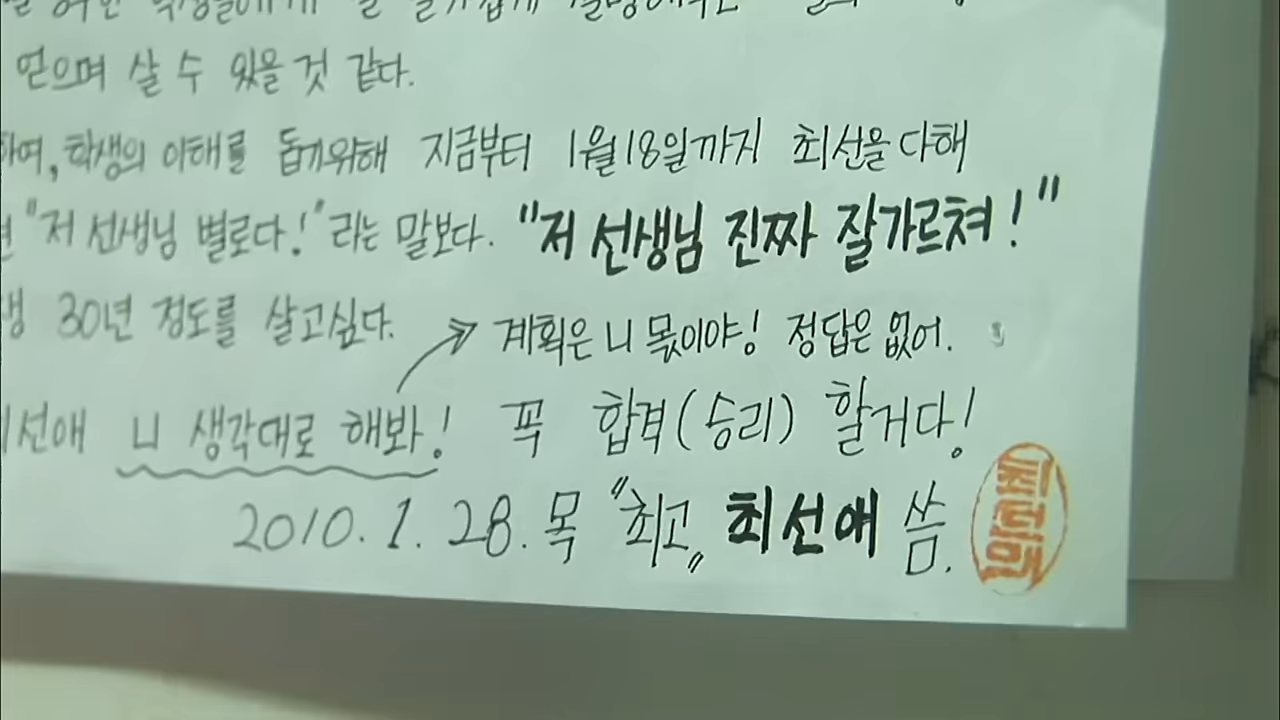 얻으며 살 수 있을 것 같다.
하여, 학생의 이해를 돕기위해 지금부터 1월18일까지 최선을 다해
"저 선생님 별로다!" 라는 말보다. "저 선생님 진짜 잘가르쳐!"
생 30년 정도를 살고싶다.
계획은 니 몫이야! 정답은 없어.
최선애 니 생각대로 해봐! 꼭 합격(승리) 할거다!
2010. 1. 28. 목 "최고" 최선애 씀.